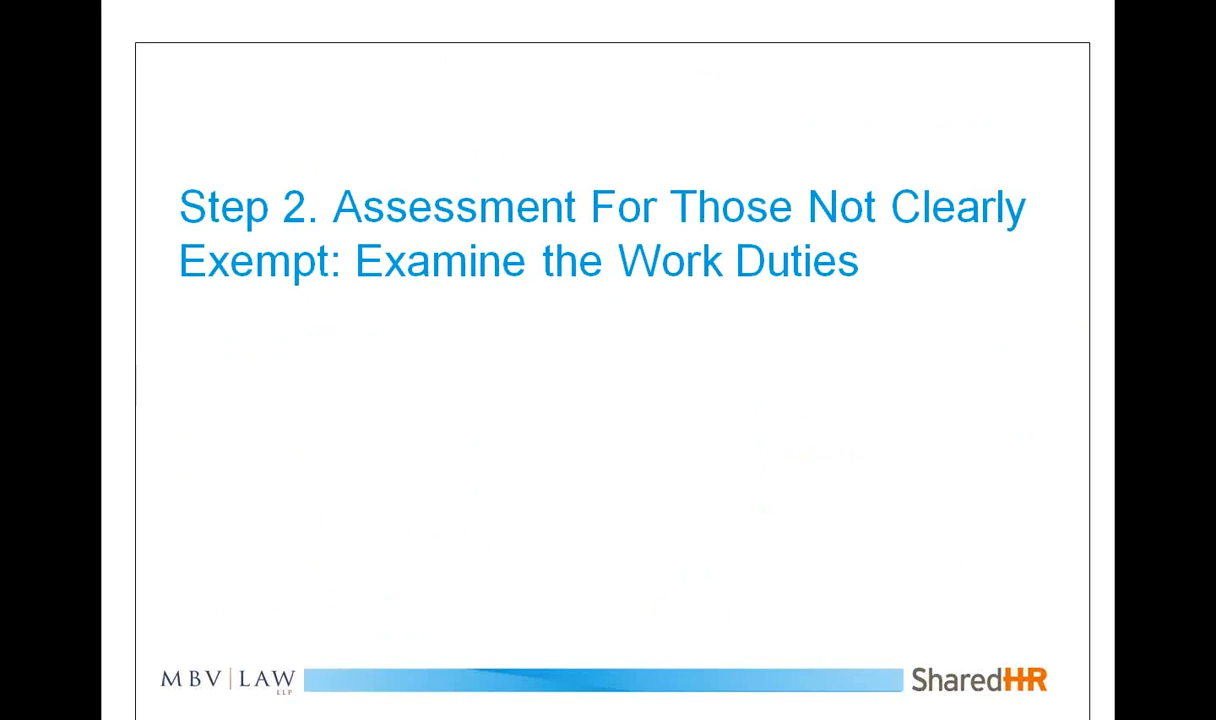 Step 2. Assessment For Those Not Clearly
Exempt: Examine the Work Duties
MBV|LAW
LLP
SharedHR